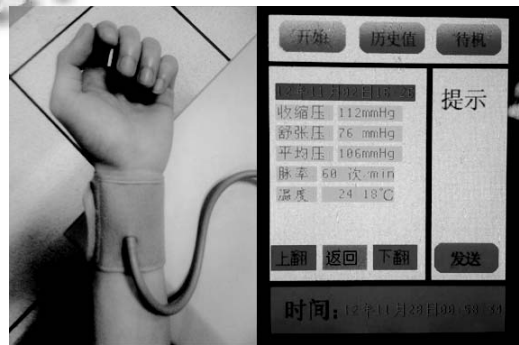 开始 历史值 待机
收缩压 112mmHg
舒张压 76 mmHg
平均压 106mmHg
脉率 60 次/min
温度 24 18℃
上翻 返回 下翻
提示
发送
时间: